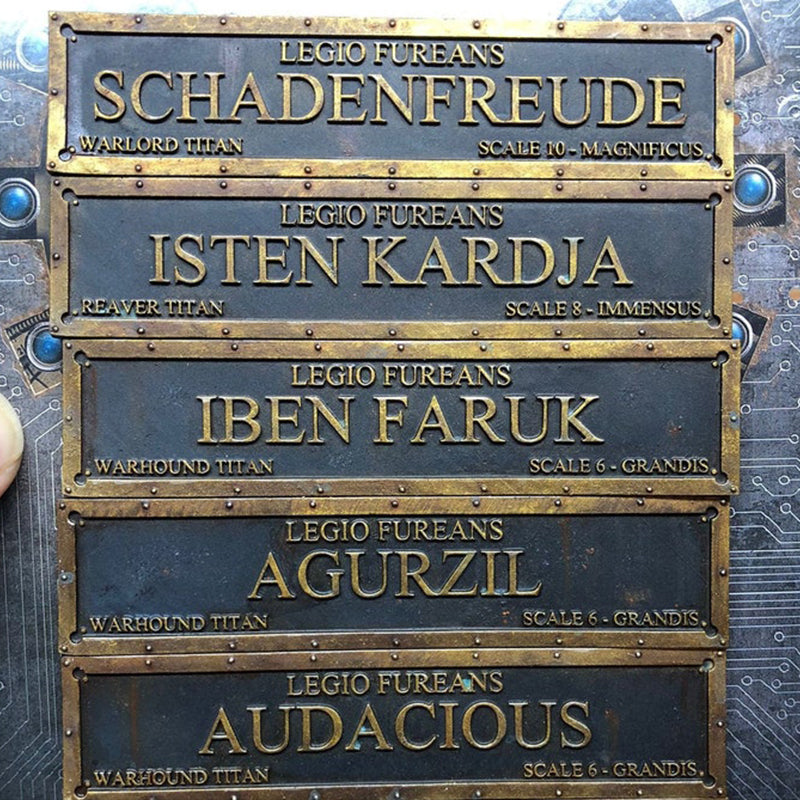 LEGIO FUREANS
SCHADENFREUDE
WARLORD TITAN SCALE 10 - MAGNIFICUS
LEGIO FUREANS
ISTEN KARDJA
REAVER TITAN SCALE 8 - IMMENSUS
LEGIO FUREANS
IBEN FARUK
WARHOUND TITAN SCALE 6 - GRANDIS
LEGIO FUREANS
AGURZIL
WARHOUND TITAN SCALE 6 - GRANDIS
LEGIO FUREANS
AUDACIOUS
WARHOUND TITAN SCALE 6 - GRANDIS